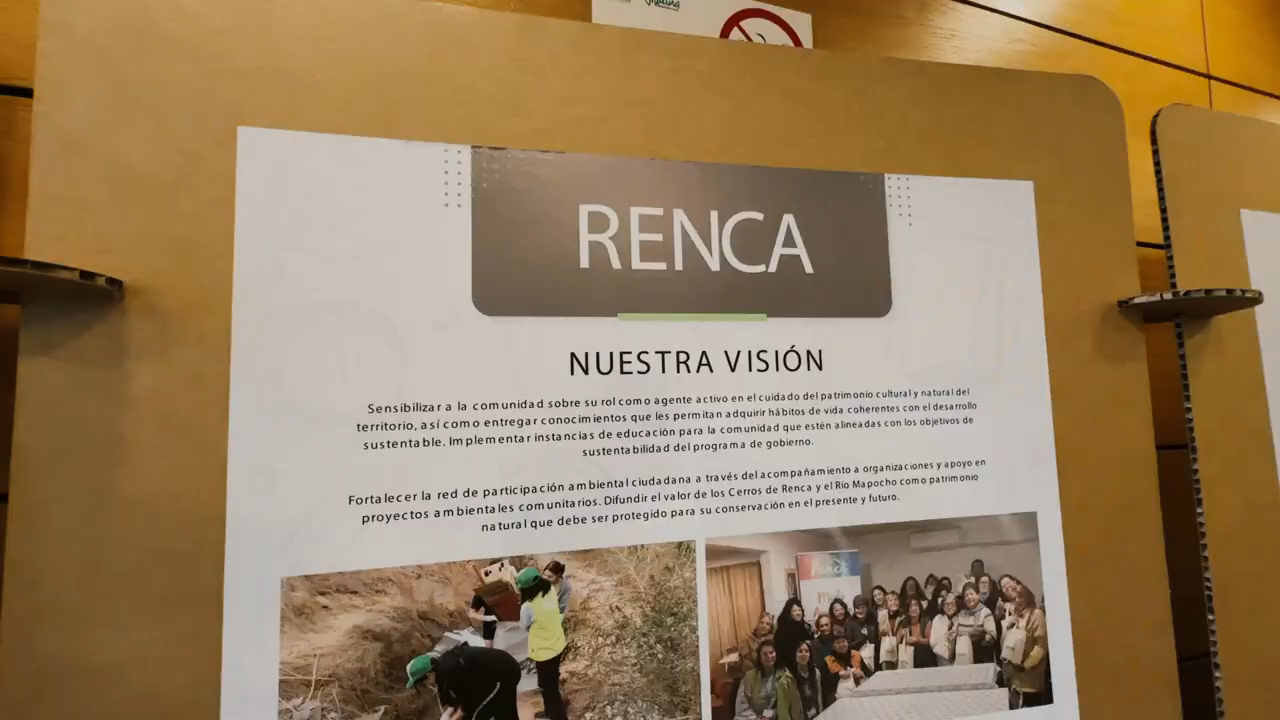 RENCA
NUESTRA VISIÓN
Sensibilizar a la comunidad sobre su rol como agente activo en el cuidado del patrimonio cultural y natural del
territorio, así como entregar conocimientos que les permitan adquirir hábitos de vida coherentes con el desarrollo
sustentable. Implementar instancias de educación para la comunidad que estén alineadas con los objetivos de
sustentabilidad del programa de gobierno.
Fortalecer la red de participación ambiental ciudadana a través del acompañamiento a organizaciones y apoyo en
proyectos ambientales comunitarios. Difundir el valor de los Cerros de Renca y el Río Mapocho como patrimonio
natural que debe ser protegido para su conservación en el presente y futuro.
Renca